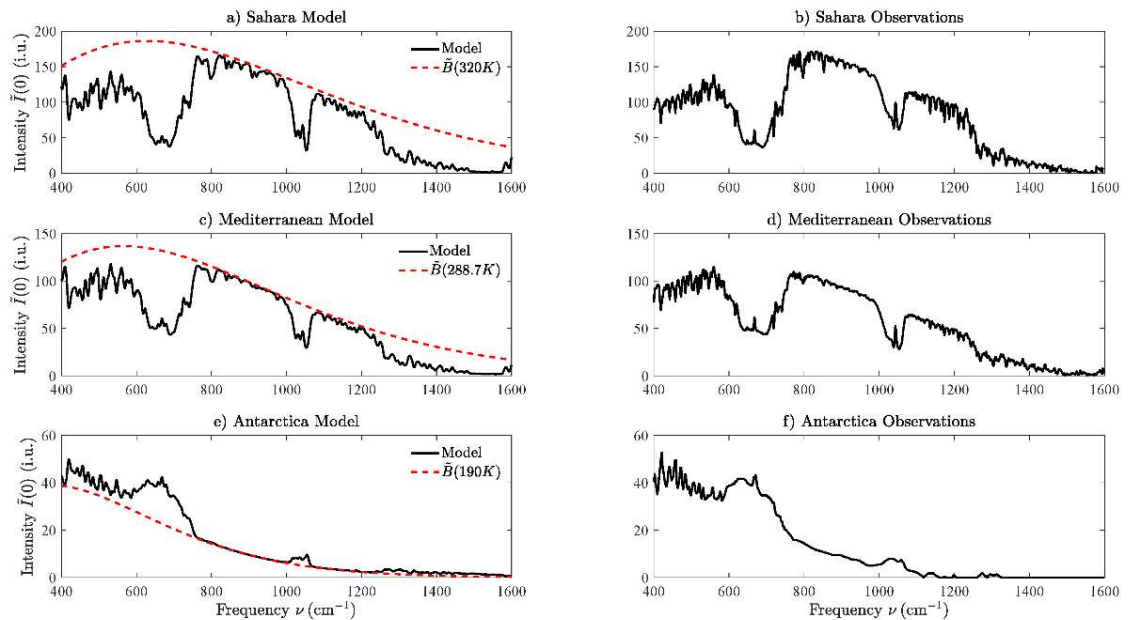 a) Sahara Model
200
150
100
50
0
Intensity Ĩ(0) (i.u.)
Model
B̃(320K)
400 600 800 1000 1200 1400 1600
b) Sahara Observations
200
150
100
50
0
400 600 800 1000 1200 1400 1600
c) Mediterranean Model
150
100
50
0
Intensity Ĩ(0) (i.u.)
Model
B̃(288.7K)
400 600 800 1000 1200 1400 1600
d) Mediterranean Observations
150
100
50
0
400 600 800 1000 1200 1400 1600
e) Antarctica Model
60
40
20
0
Intensity Ĩ(0) (i.u.)
Model
B̃(190K)
400 600 800 1000 1200 1400 1600
Frequency ν (cm⁻¹)
f) Antarctica Observations
60
40
20
0
400 600 800 1000 1200 1400 1600
Frequency ν (cm⁻¹)